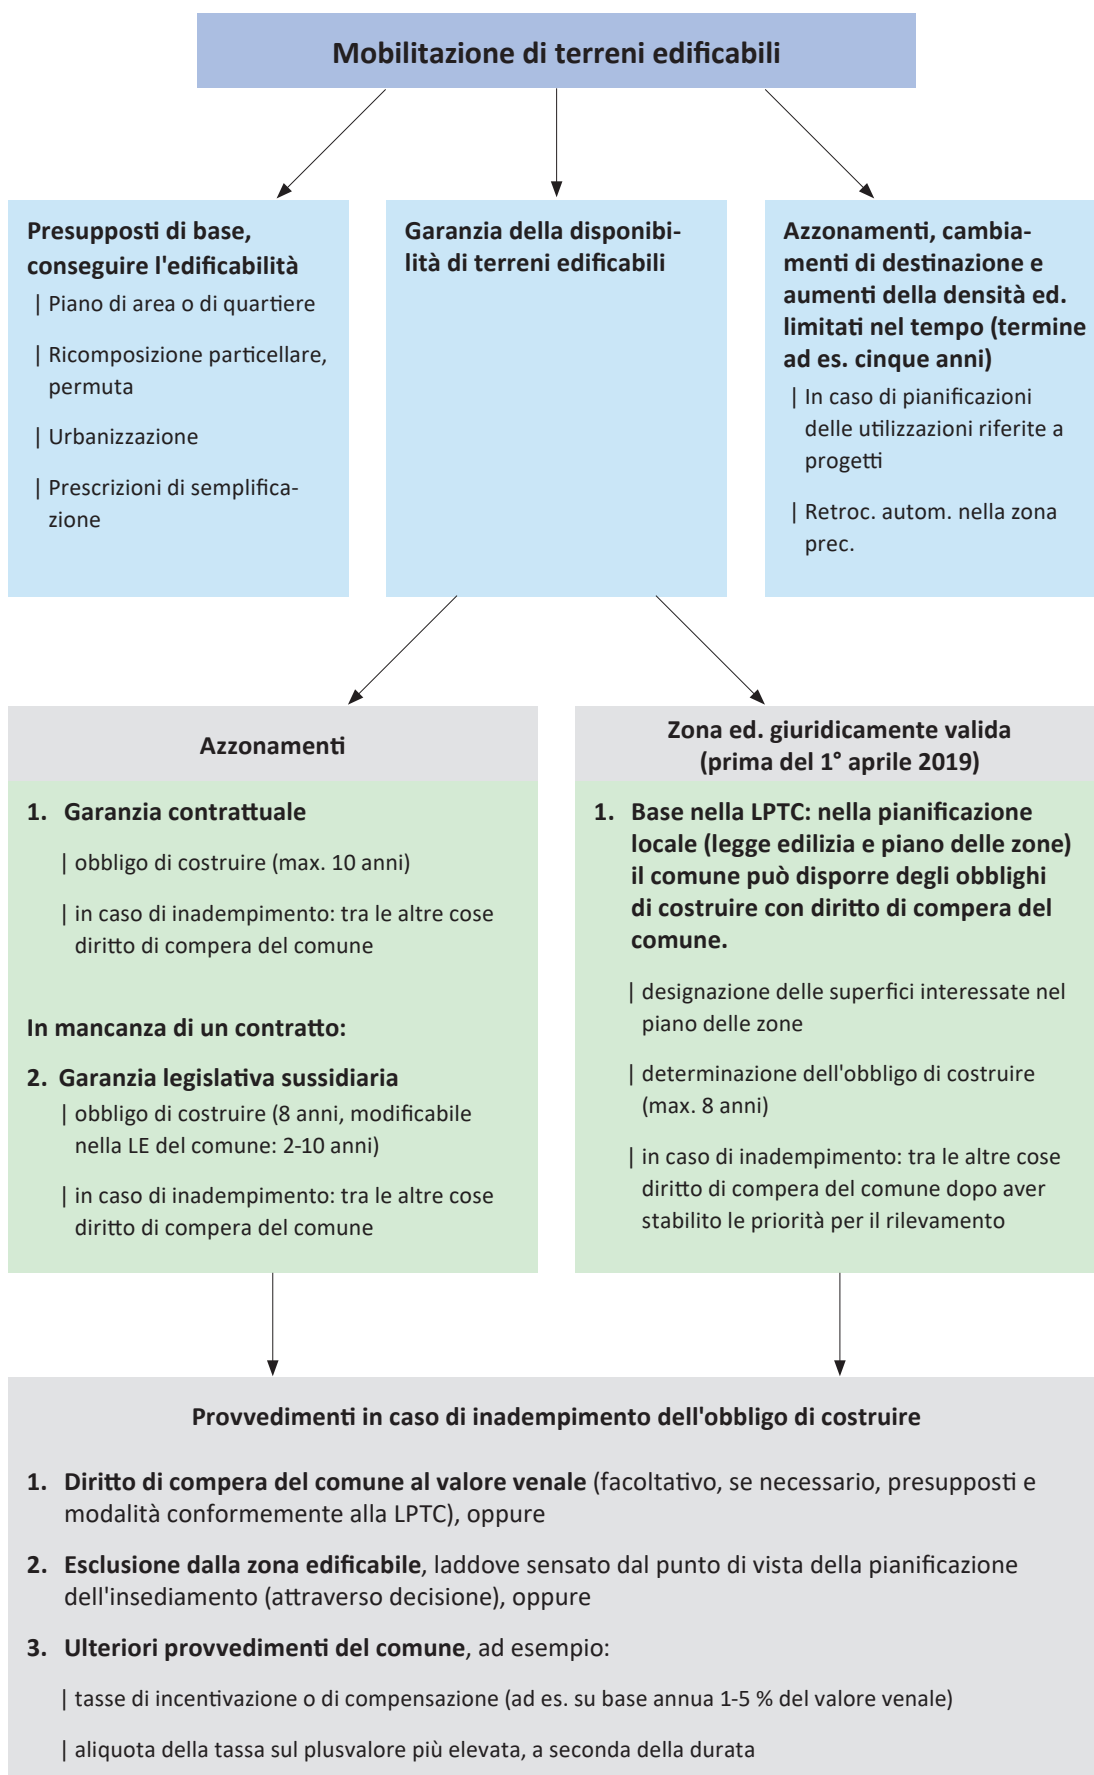 Mobilitazione di terreni edificabili
Presupposti di base,
conseguire l'edificabilità
| Piano di area o di quartiere
| Ricomposizione particellare,
permuta
| Urbanizzazione
| Prescrizioni di semplifica-
zione
Garanzia della disponibi-
lità di terreni edificabili
Azzonamenti, cambia-
menti di destinazione e
aumenti della densità ed.
limitati nel tempo (termine
ad es. cinque anni)
| In caso di pianificazioni
delle utilizzazioni riferite a
progetti
| Retroc. autom. nella zona
prec.
Azzonamenti
1. Garanzia contrattuale
| obbligo di costruire (max. 10 anni)
| in caso di inadempimento: tra le altre cose
diritto di compera del comune
In mancanza di un contratto:
2. Garanzia legislativa sussidiaria
| obbligo di costruire (8 anni, modificabile
nella LE del comune: 2-10 anni)
| in caso di inadempimento: tra le altre cose
diritto di compera del comune
Zona ed. giuridicamente valida
(prima del 1° aprile 2019)
1. Base nella LPTC: nella pianificazione
locale (legge edilizia e piano delle zone)
il comune può disporre degli obblighi
di costruire con diritto di compera del
comune.
| designazione delle superfici interessate nel
piano delle zone
| determinazione dell'obbligo di costruire
(max. 8 anni)
| in caso di inadempimento: tra le altre cose
diritto di compera del comune dopo aver
stabilito le priorità per il rilevamento
Provvedimenti in caso di inadempimento dell'obbligo di costruire
1. Diritto di compera del comune al valore venale (facoltativo, se necessario, presupposti e
modalità conformemente alla LPTC), oppure
2. Esclusione dalla zona edificabile, laddove sensato dal punto di vista della pianificazione
dell'insediamento (attraverso decisione), oppure
3. Ulteriori provvedimenti del comune, ad esempio:
| tasse di incentivazione o di compensazione (ad es. su base annua 1-5 % del valore venale)
| aliquota della tassa sul plusvalore più elevata, a seconda della durata